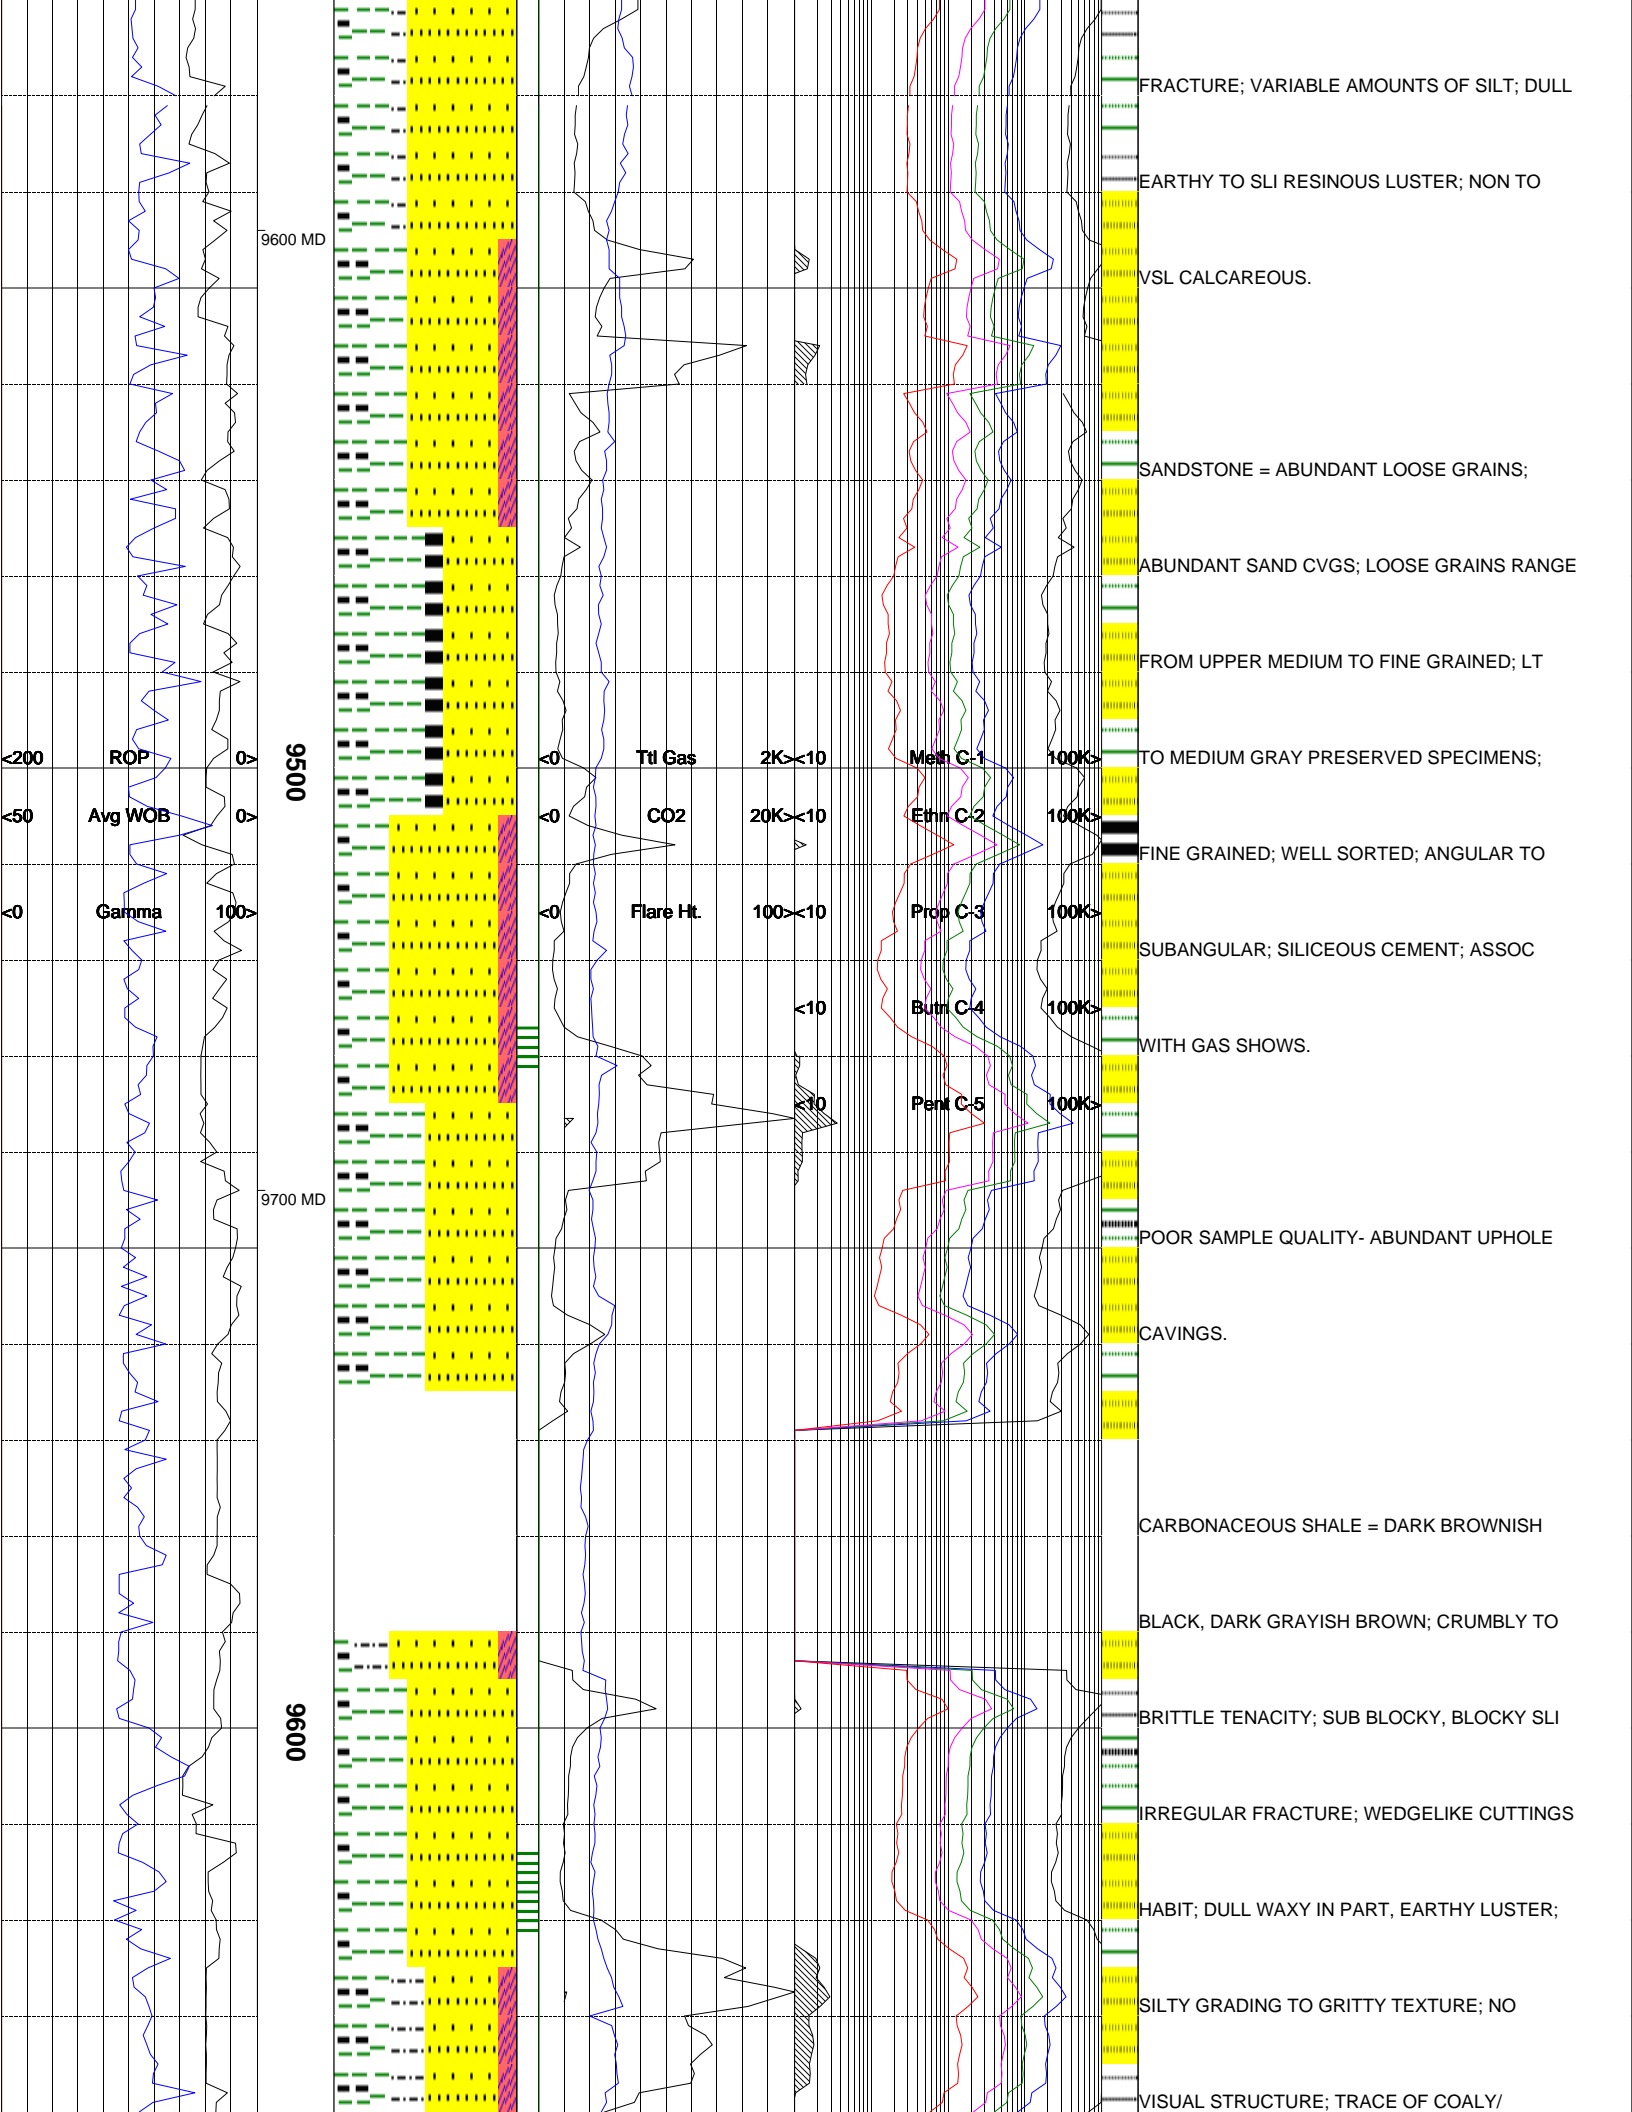 FRACTURE; VARIABLE AMOUNTS OF SILT; DULL
EARTHY TO SLI RESINOUS LUSTER; NON TO
9600 MD
VSL CALCAREOUS.
SANDSTONE = ABUNDANT LOOSE GRAINS;
ABUNDANT SAND CVGS; LOOSE GRAINS RANGE
FROM UPPER MEDIUM TO FINE GRAINED; LT
<200 ROP 0> 9500 <0 Ttl Gas 2K> <10 Meth C-1 100K> TO MEDIUM GRAY PRESERVED SPECIMENS;
<50 Avg WOB 0> <0 CO2 20K> <10 Ethn C-2 100K>
FINE GRAINED; WELL SORTED; ANGULAR TO
<0 Gamma 100> <0 Flare Ht. 100> <10 Prop C-3 100K>
SUBANGULAR; SILICEOUS CEMENT; ASSOC
<10 Butn C-4 100K>
WITH GAS SHOWS.
<10 Pent C-5 100K>
9700 MD
POOR SAMPLE QUALITY- ABUNDANT UPHOLE
CAVINGS.
CARBONACEOUS SHALE = DARK BROWNISH
BLACK, DARK GRAYISH BROWN; CRUMBLY TO
9600
BRITTLE TENACITY; SUB BLOCKY, BLOCKY SLI
IRREGULAR FRACTURE; WEDGELIKE CUTTINGS
HABIT; DULL WAXY IN PART, EARTHY LUSTER;
SILTY GRADING TO GRITTY TEXTURE; NO
VISUAL STRUCTURE; TRACE OF COALY/